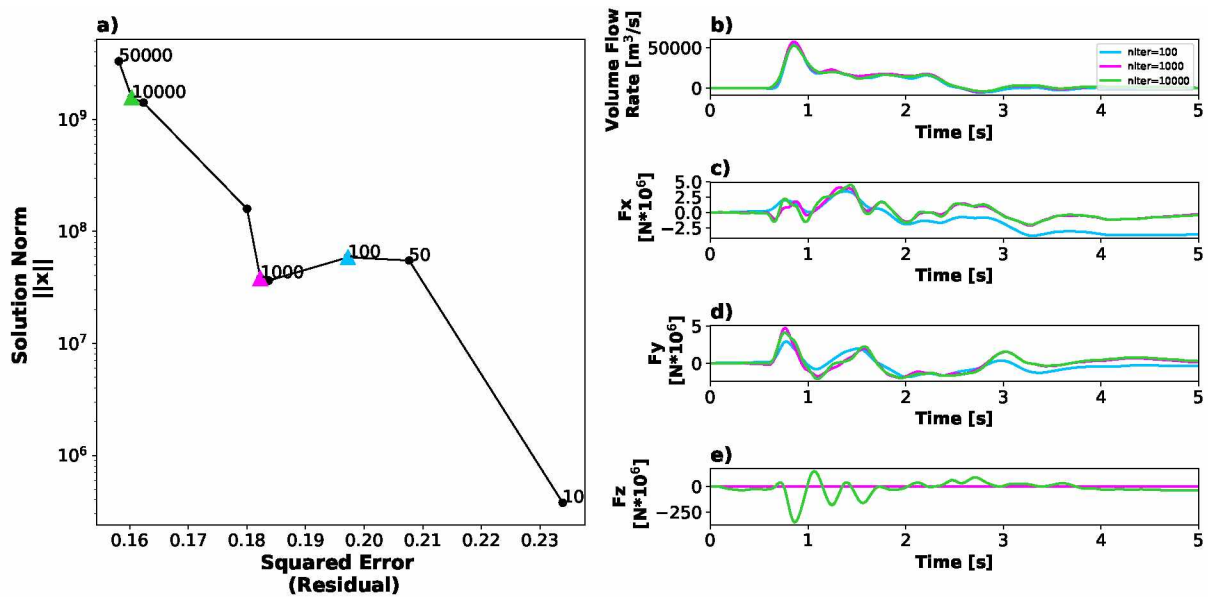 a)
50000
10000
1000
100
50
10
10⁹
10⁸
10⁷
10⁶
Solution Norm
||x||
0.16 0.17 0.18 0.19 0.20 0.21 0.22 0.23
Squared Error
(Residual)
b)
Volume Flow
Rate [m³/s]
50000
0
nIter=100
nIter=1000
nIter=10000
0 1 2 3 4 5
Time [s]
c)
Fx
[N*10⁶]
5.0
2.5
0.0
−2.5
0 1 2 3 4 5
Time [s]
d)
Fy
[N*10⁶]
5
0
0 1 2 3 4 5
Time [s]
e)
Fz
[N*10⁶]
0
−250
0 1 2 3 4 5
Time [s]